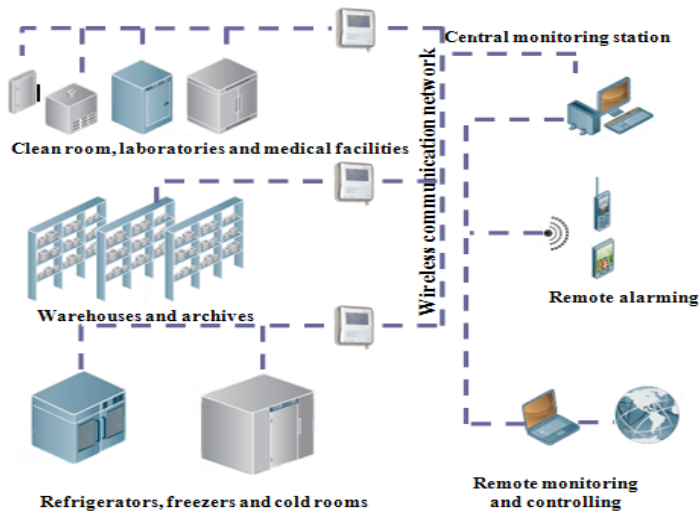 Central monitoring station
Clean room, laboratories and medical facilities
Wireless communication network
Remote alarming
Warehouses and archives
Remote monitoring
and controlling
Refrigerators, freezers and cold rooms